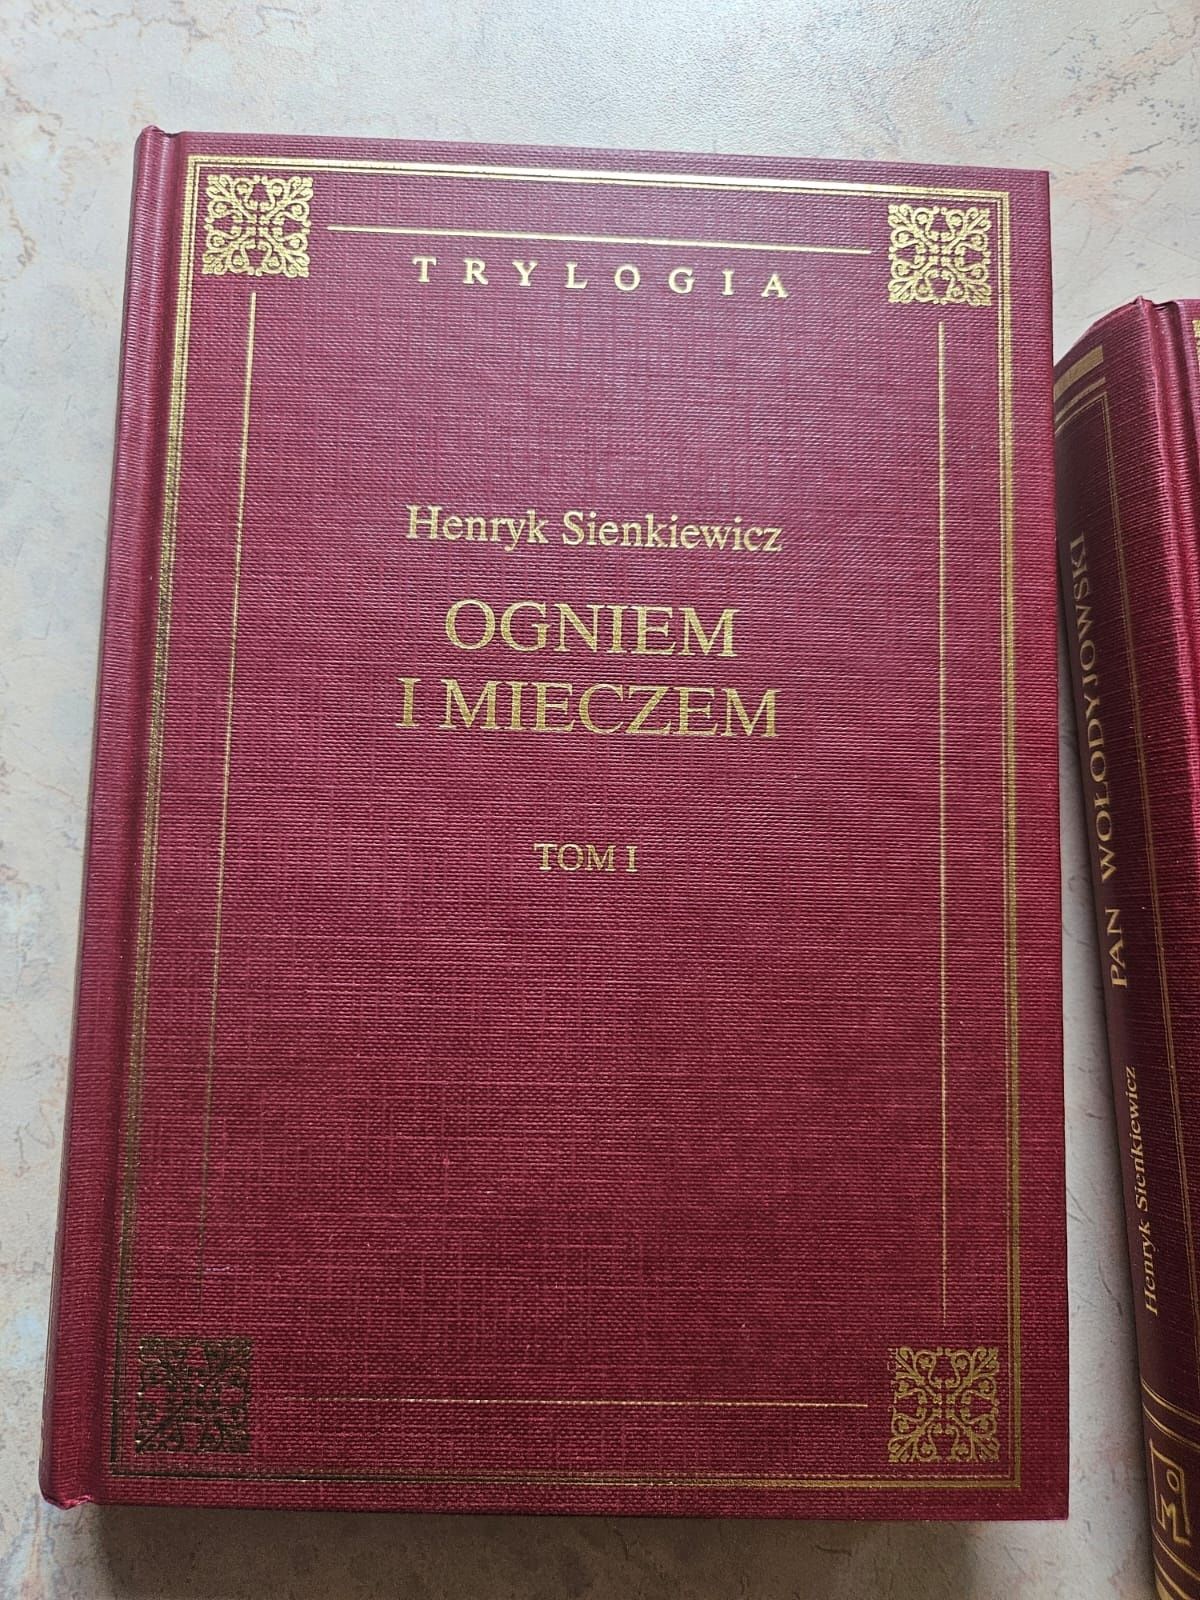 TRYLOGIA
Henryk Sienkiewicz
OGNIEM
I MIECZEM
TOM I
Henryk Sienkiewicz PAN WOŁODYJOWSKI